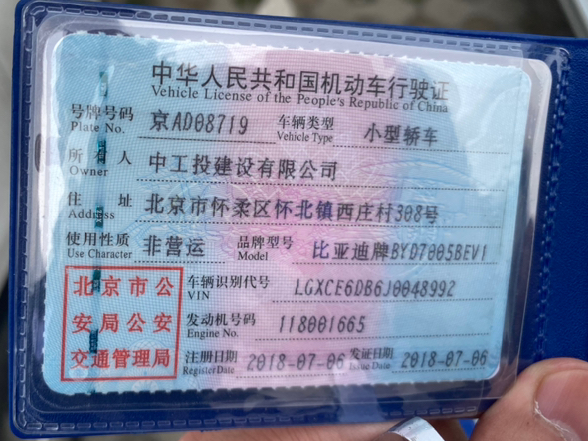 中华人民共和国机动车行驶证
Vehicle License of the People's Republic of China
号牌号码 京AD08719 车辆类型 小型轿车
Plate No. Vehicle Type
所有人 中工投建设有限公司
Owner
住址 北京市怀柔区怀北镇西庄村308号
Address
使用性质 非营运 品牌型号 比亚迪牌BYD7005BEV1
Use Character Model
北京市公 车辆识别代号 LGXCE6DB6J0048992
VIN
安局公安 发动机号码 118001665
Engine No.
交通管理局 注册日期 2018-07-06 发证日期 2018-07-06
Register Date Issue Date